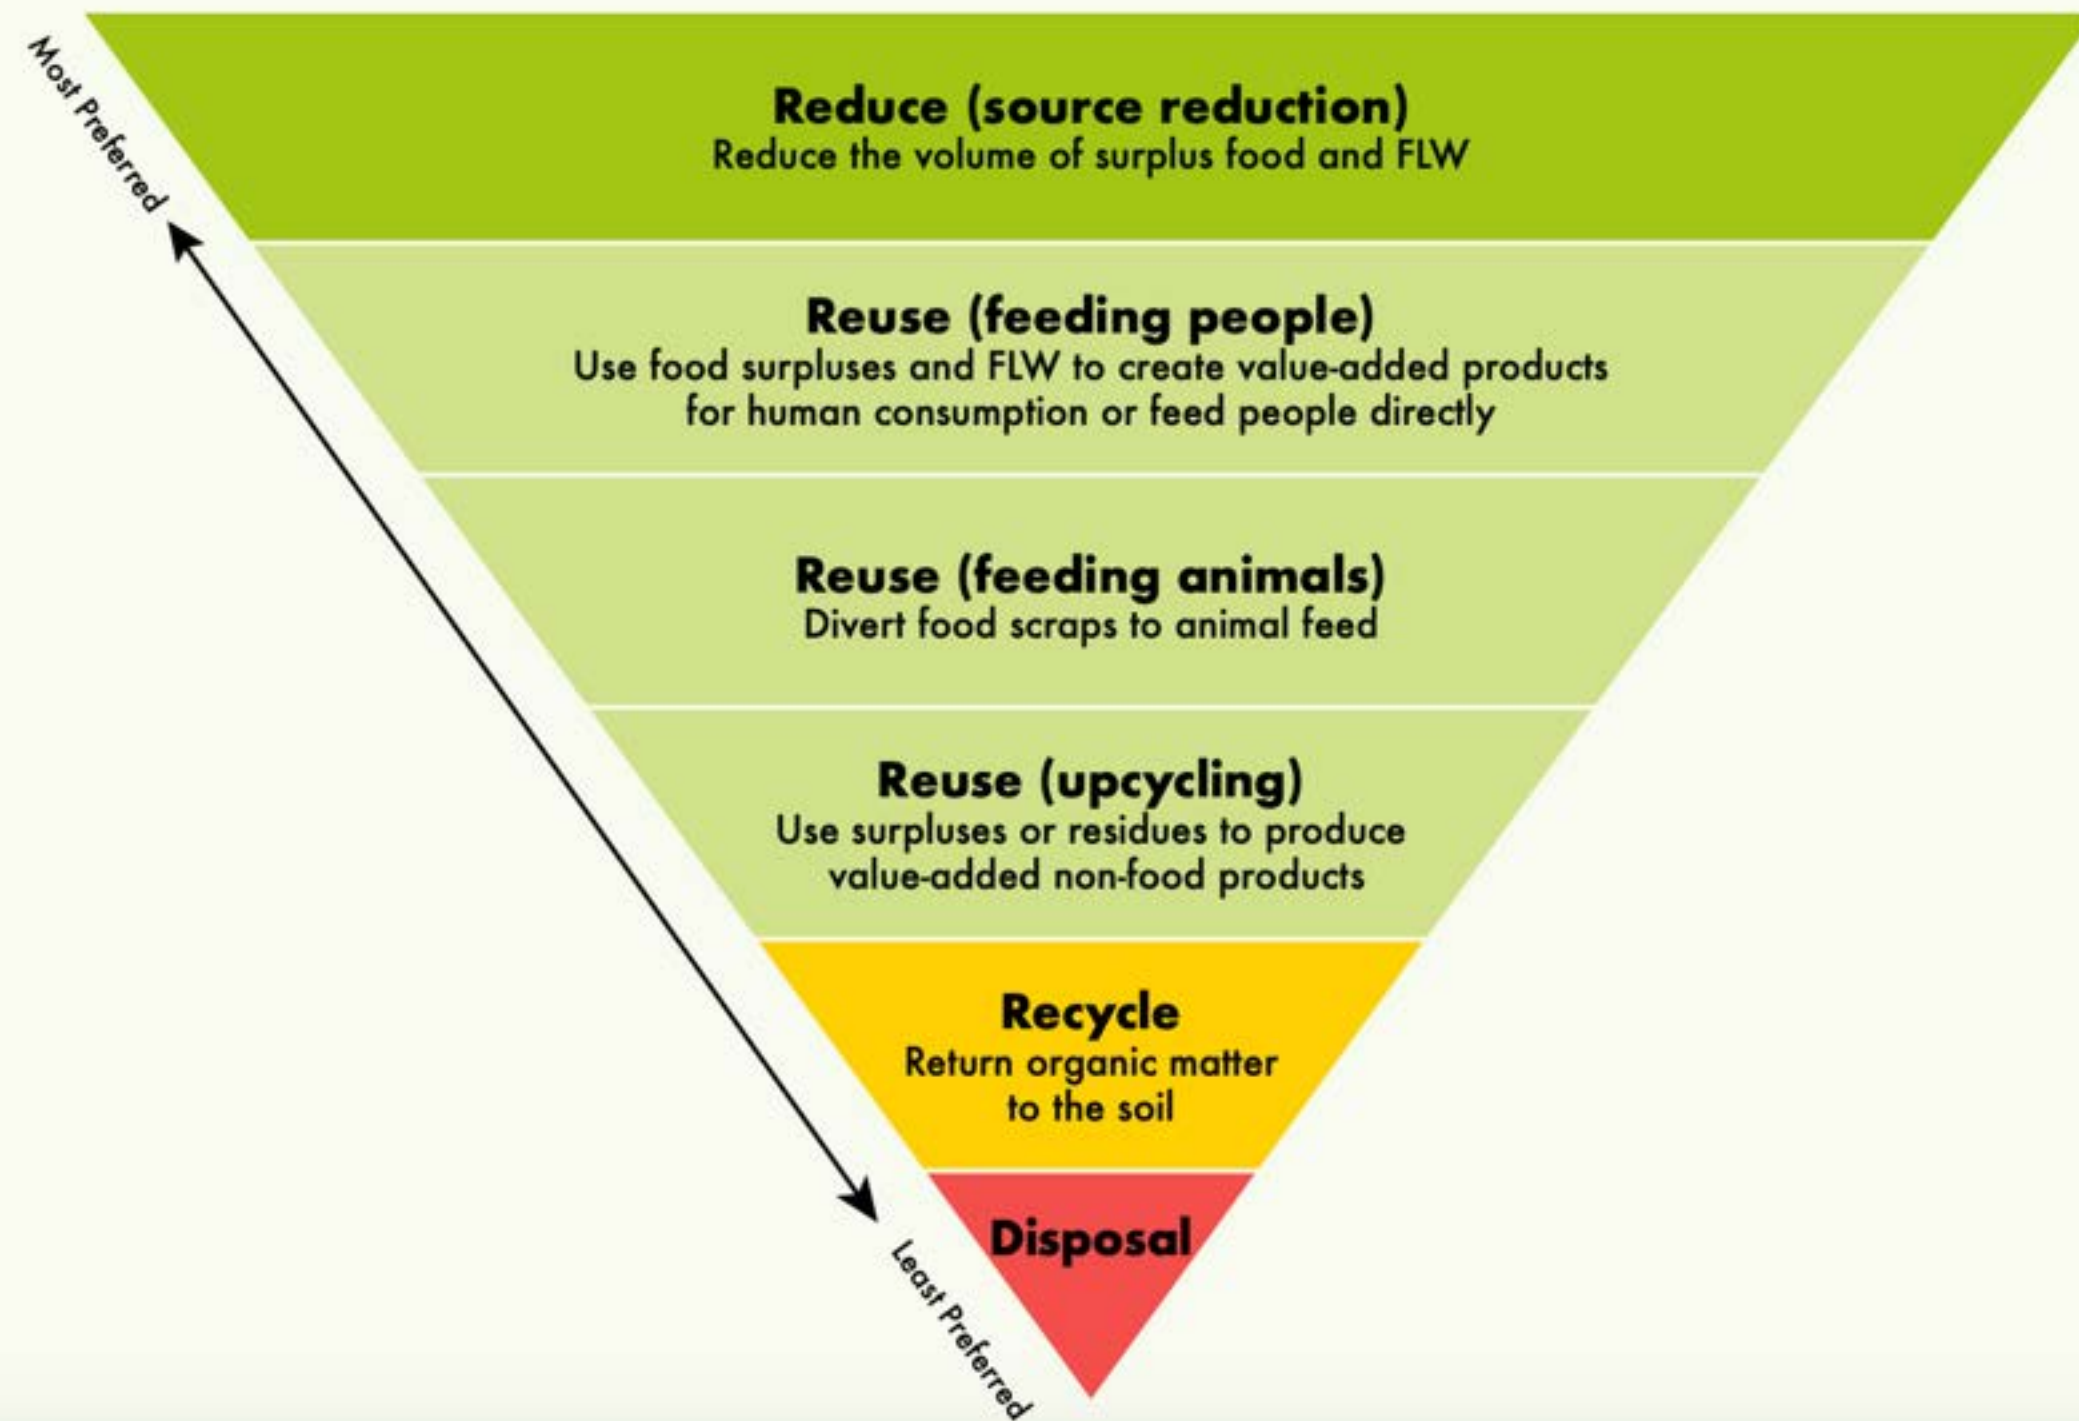 Most Preferred
Reduce (source reduction)
Reduce the volume of surplus food and FLW
Reuse (feeding people)
Use food surpluses and FLW to create value-added products
for human consumption or feed people directly
Reuse (feeding animals)
Divert food scraps to animal feed
Reuse (upcycling)
Use surpluses or residues to produce
value-added non-food products
Recycle
Return organic matter
to the soil
Disposal
Least Preferred